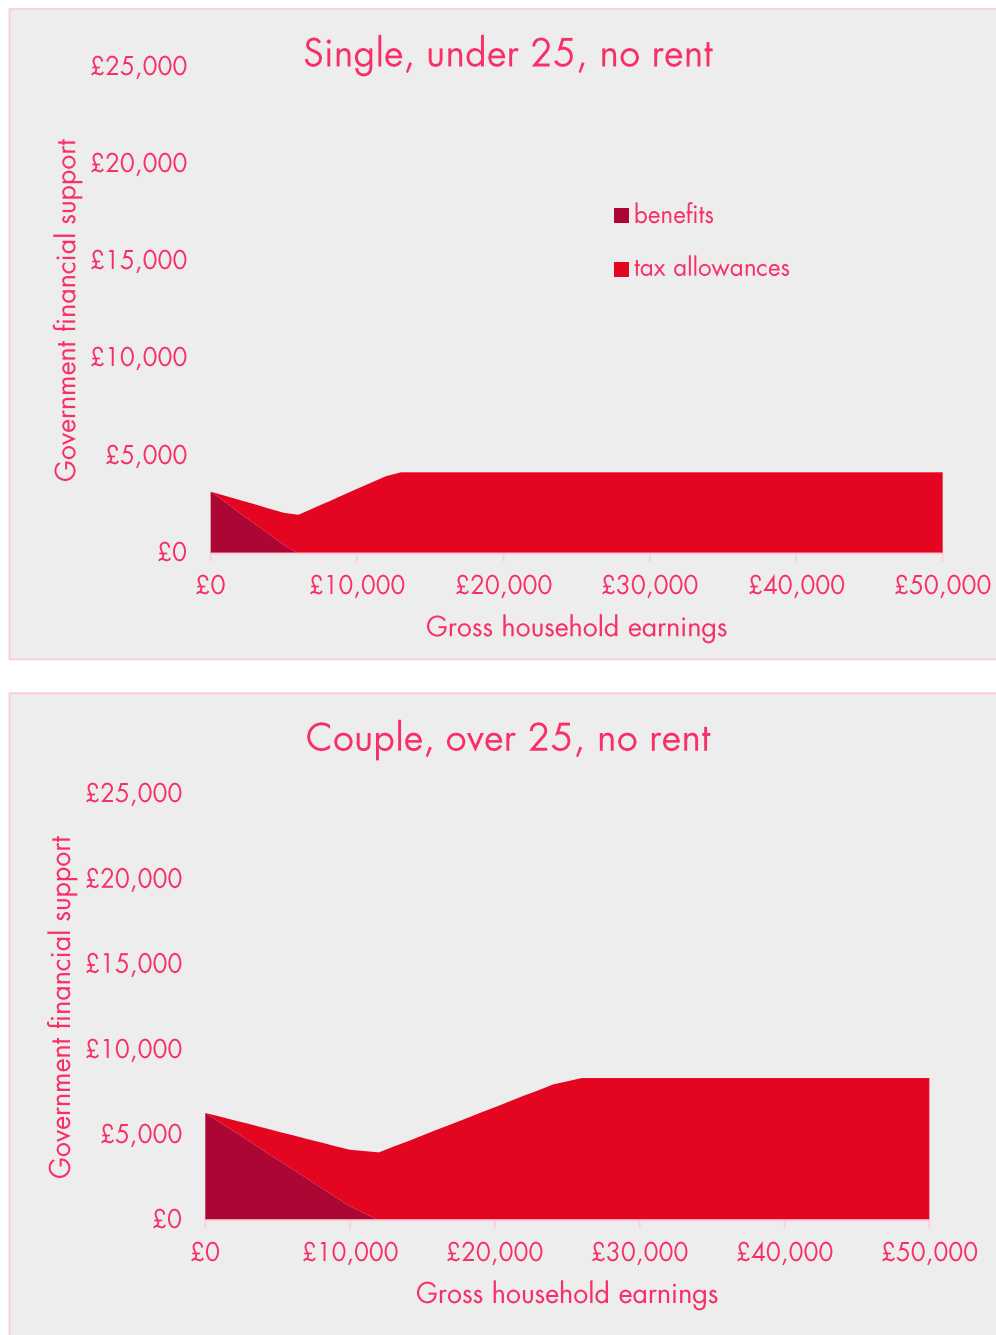 Single, under 25, no rent
£25,000
£20,000
£15,000
£10,000
£5,000
£0
Government financial support
benefits
tax allowances
£0 £10,000 £20,000 £30,000 £40,000 £50,000
Gross household earnings
Couple, over 25, no rent
£25,000
£20,000
£15,000
£10,000
£5,000
£0
Government financial support
£0 £10,000 £20,000 £30,000 £40,000 £50,000
Gross household earnings